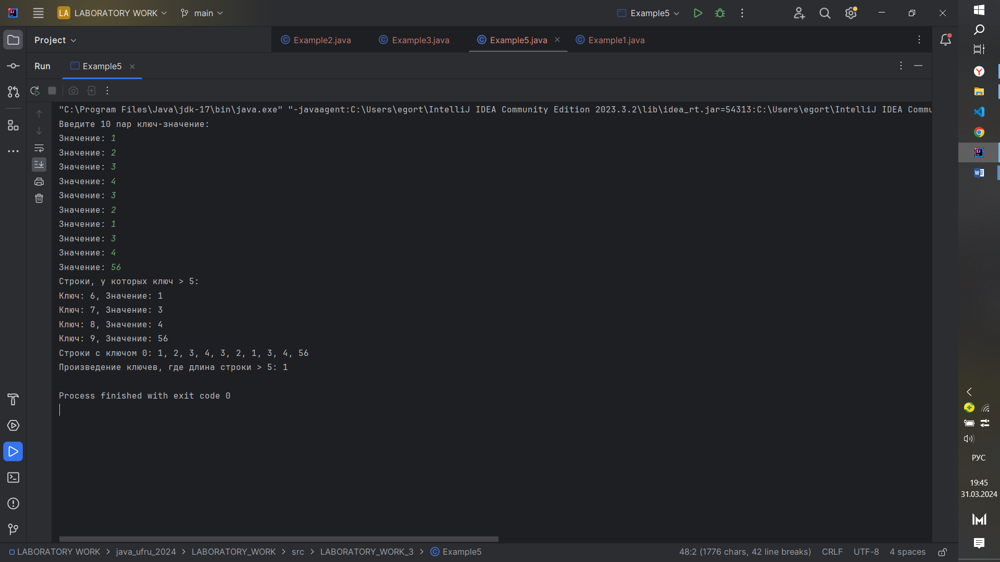 LA LABORATORY WORK main Example5
Project Example2.java Example3.java Example5.java Example1.java
Run Example5
"C:\Program Files\Java\jdk-17\bin\java.exe" "-javaagent:C:\Users\egort\IntelliJ IDEA Community Edition 2023.3.2\lib\idea_rt.jar=54313:C:\Users\egort\IntelliJ IDEA Commu
Введите 10 пар ключ-значение:
Значение: 1
Значение: 2
Значение: 3
Значение: 4
Значение: 3
Значение: 2
Значение: 1
Значение: 3
Значение: 4
Значение: 56
Строки, у которых ключ > 5:
Ключ: 6, Значение: 1
Ключ: 7, Значение: 3
Ключ: 8, Значение: 4
Ключ: 9, Значение: 56
Строки с ключом 0: 1, 2, 3, 4, 3, 2, 1, 3, 4, 56
Произведение ключев, где длина строки > 5: 1
Process finished with exit code 0
LABORATORY WORK > java_ufru_2024 > LABORATORY_WORK > src > LABORATORY_WORK_3 > Example5
48:2 (1776 chars, 42 line breaks) CRLF UTF-8 4 spaces
РУС
19:45
31.03.2024